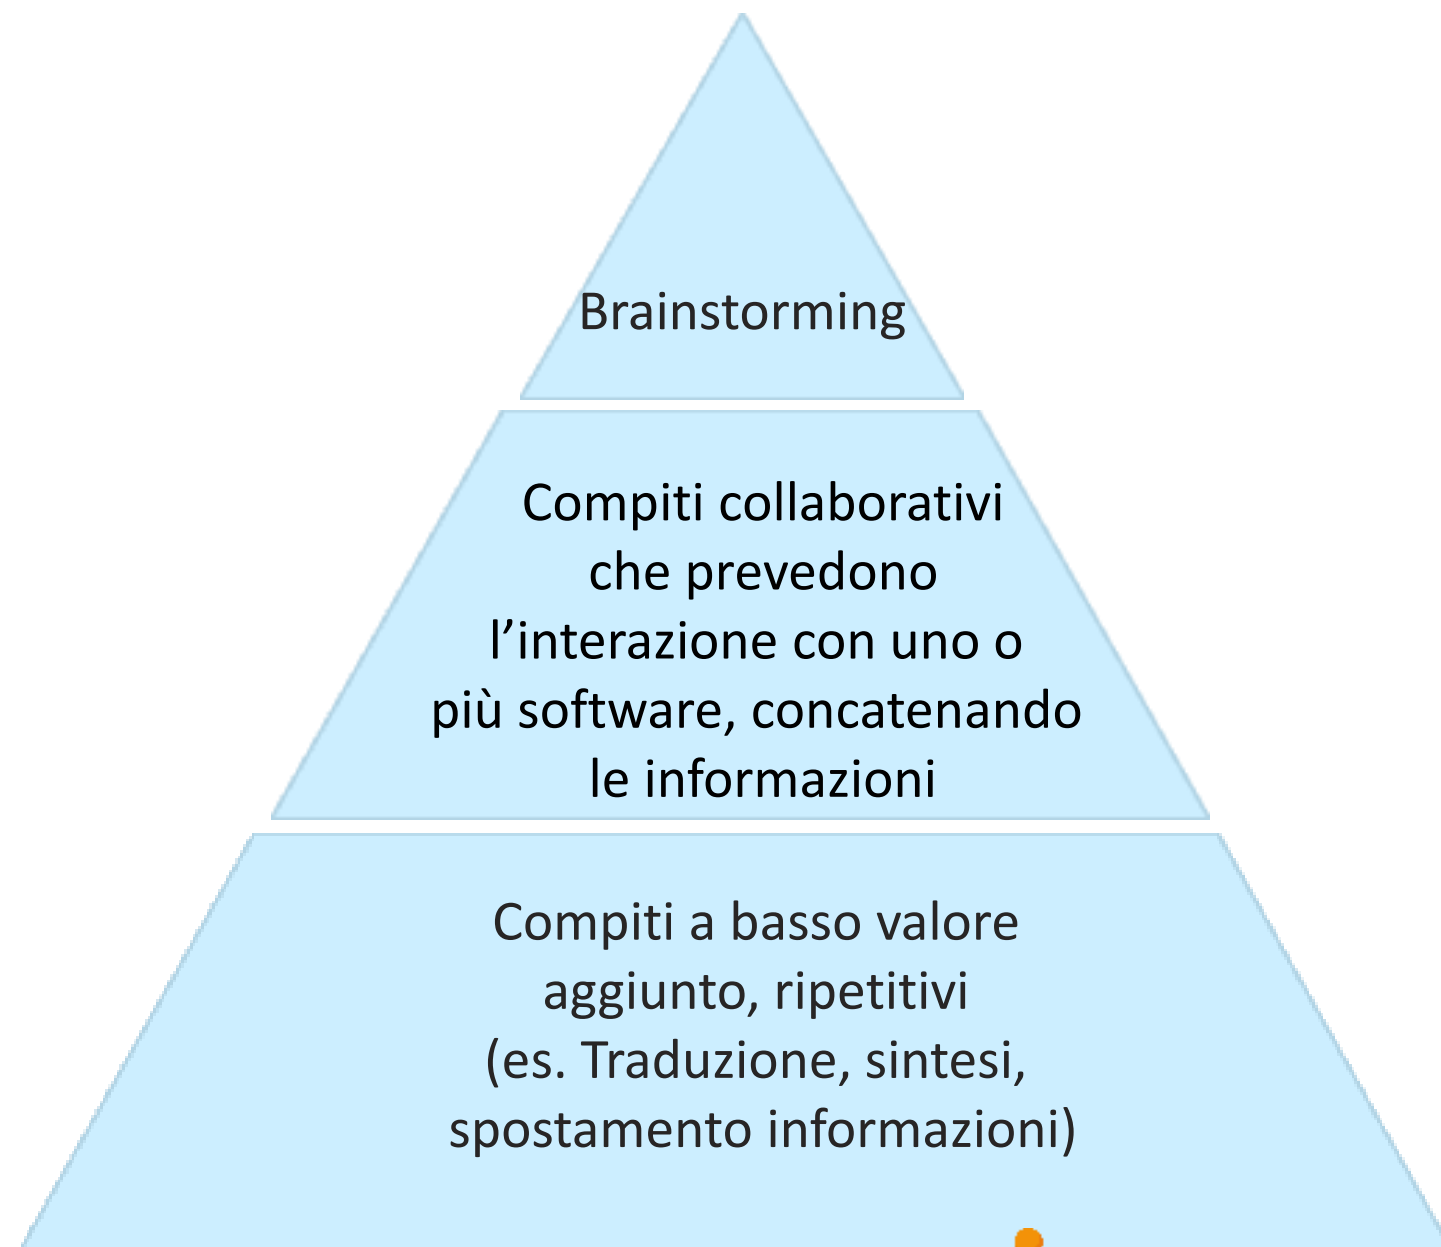 Brainstorming
Compiti collaborativi
che prevedono
l’interazione con uno o
più software, concatenando
le informazioni
Compiti a basso valore
aggiunto, ripetitivi
(es. Traduzione, sintesi,
spostamento informazioni)